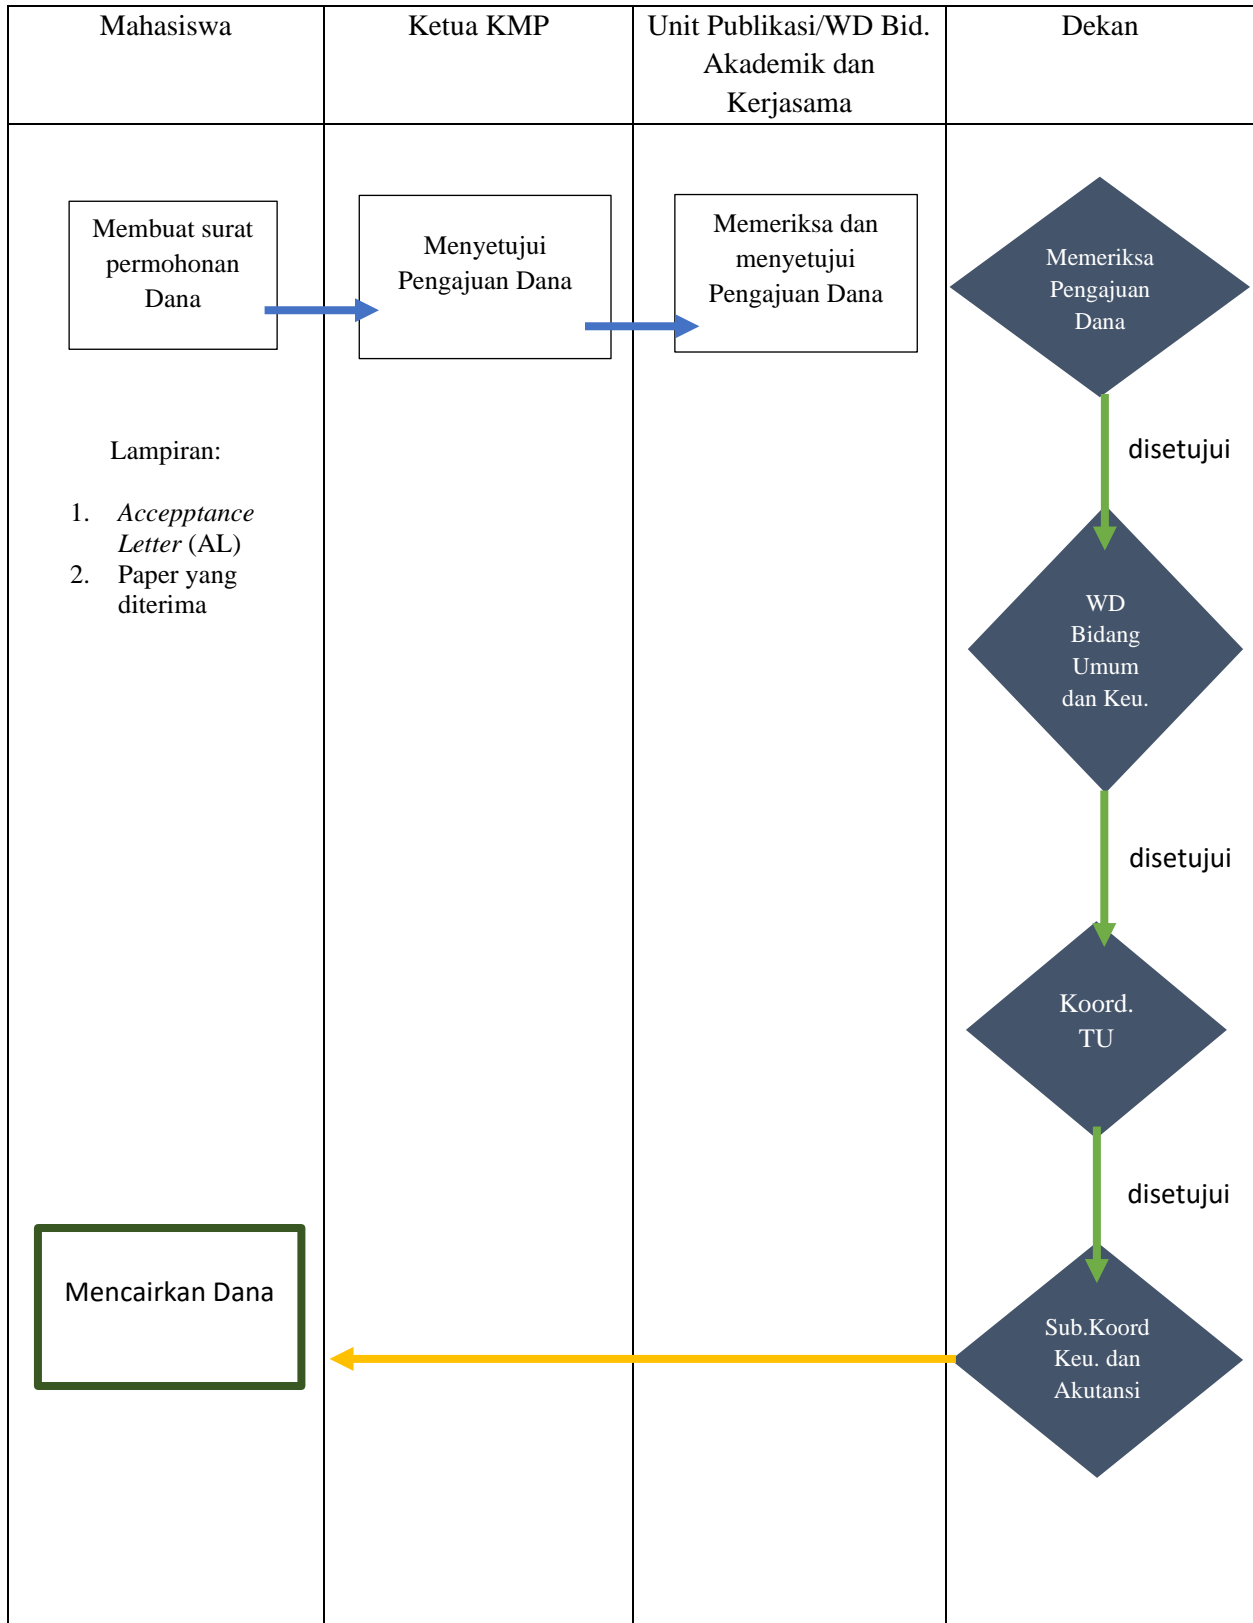 Mahasiswa
Ketua KMP
Unit Publikasi/WD Bid.
Akademik dan
Kerjasama
Dekan
Membuat surat
permohonan
Dana
Menyetujui
Pengajuan Dana
Memeriksa dan
menyetujui
Pengajuan Dana
Memeriksa
Pengajuan
Dana
Lampiran:
1. Accepptance
Letter (AL)
2. Paper yang
diterima
disetujui
WD
Bidang
Umum
dan Keu.
disetujui
Koord.
TU
disetujui
Sub.Koord
Keu. dan
Akutansi
Mencairkan Dana